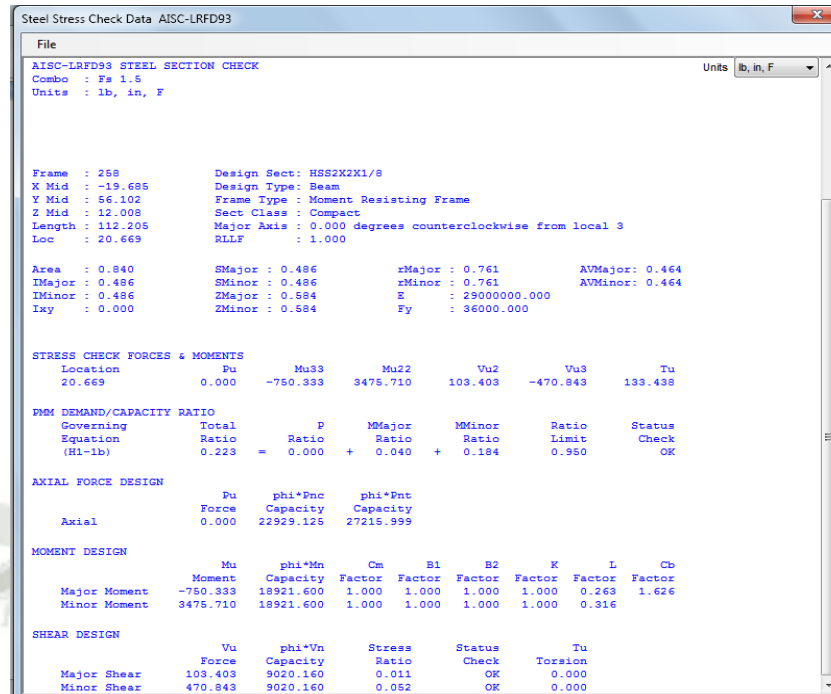 Steel Stress Check Data AISC-LRFD93
File
AISC-LRFD93 STEEL SECTION CHECK Units lb, in, F
Combo : Fs 1.5
Units : lb, in, F
Frame : 258 Design Sect: HSS2X2X1/8
X Mid : -19.685 Design Type: Beam
Y Mid : 56.102 Frame Type : Moment Resisting Frame
Z Mid : 12.008 Sect Class : Compact
Length : 112.205 Major Axis : 0.000 degrees counterclockwise from local 3
Loc : 20.669 RLLF : 1.000
Area : 0.840 SMajor : 0.486 rMajor : 0.761 AVMajor: 0.464
IMajor : 0.486 SMinor : 0.486 rMinor : 0.761 AVMinor: 0.464
IMinor : 0.486 ZMajor : 0.584 E : 29000000.000
Ixy : 0.000 ZMinor : 0.584 Fy : 36000.000
STRESS CHECK FORCES & MOMENTS
Location Pu Mu33 Mu22 Vu2 Vu3 Tu
20.669 0.000 -750.333 3475.710 103.403 -470.843 133.438
PMM DEMAND/CAPACITY RATIO
Governing Total P MMajor MMinor Ratio Status
Equation Ratio Ratio Ratio Ratio Limit Check
(H1-1b) 0.223 = 0.000 + 0.040 + 0.184 0.950 OK
AXIAL FORCE DESIGN
Pu phi*Pnc phi*Pnt
Force Capacity Capacity
Axial 0.000 22929.125 27215.999
MOMENT DESIGN
Mu phi*Mn Cm B1 B2 K L Cb
Moment Capacity Factor Factor Factor Factor Factor Factor
Major Moment -750.333 18921.600 1.000 1.000 1.000 1.000 0.263 1.626
Minor Moment 3475.710 18921.600 1.000 1.000 1.000 1.000 0.316
SHEAR DESIGN
Vu phi*Vn Stress Status Tu
Force Capacity Ratio Check Torsion
Major Shear 103.403 9020.160 0.011 OK 0.000
Minor Shear 470.843 9020.160 0.052 OK 0.000